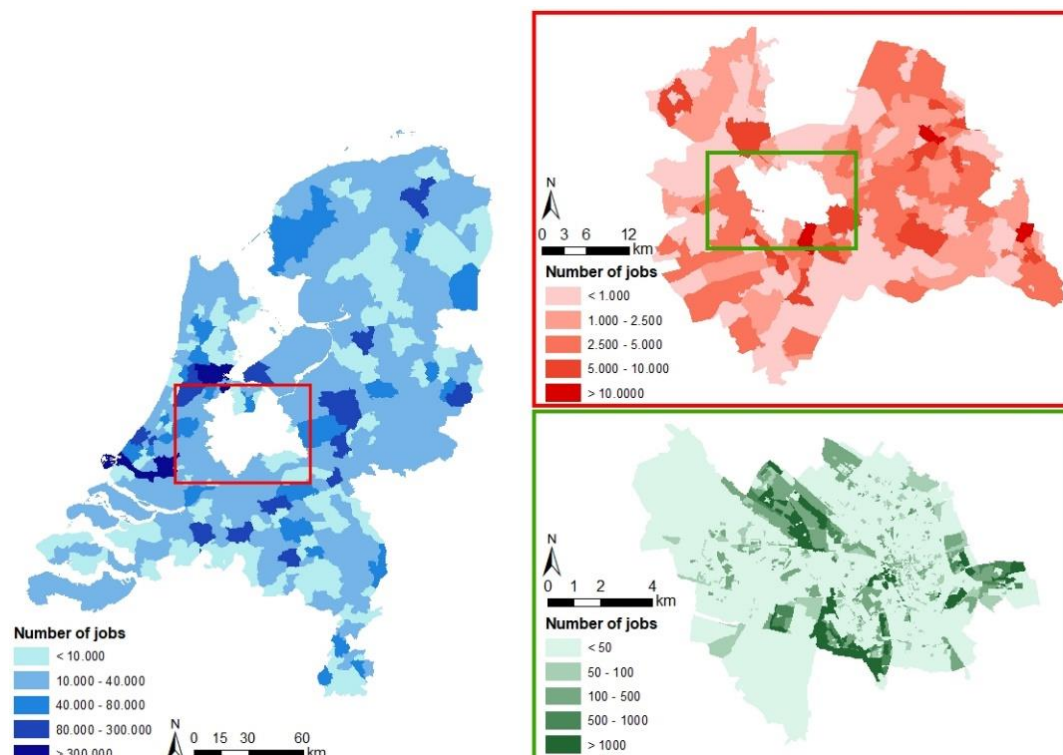 Number of jobs
< 10.000
10.000 - 40.000
40.000 - 80.000
80.000 - 300.000
> 300.000
N
0 15 30 60
km
N
0 3 6 12
km
Number of jobs
< 1.000
1.000 - 2.500
2.500 - 5.000
5.000 - 10.000
> 10.0000
N
0 1 2 4
km
Number of jobs
< 50
50 - 100
100 - 500
500 - 1000
> 1000